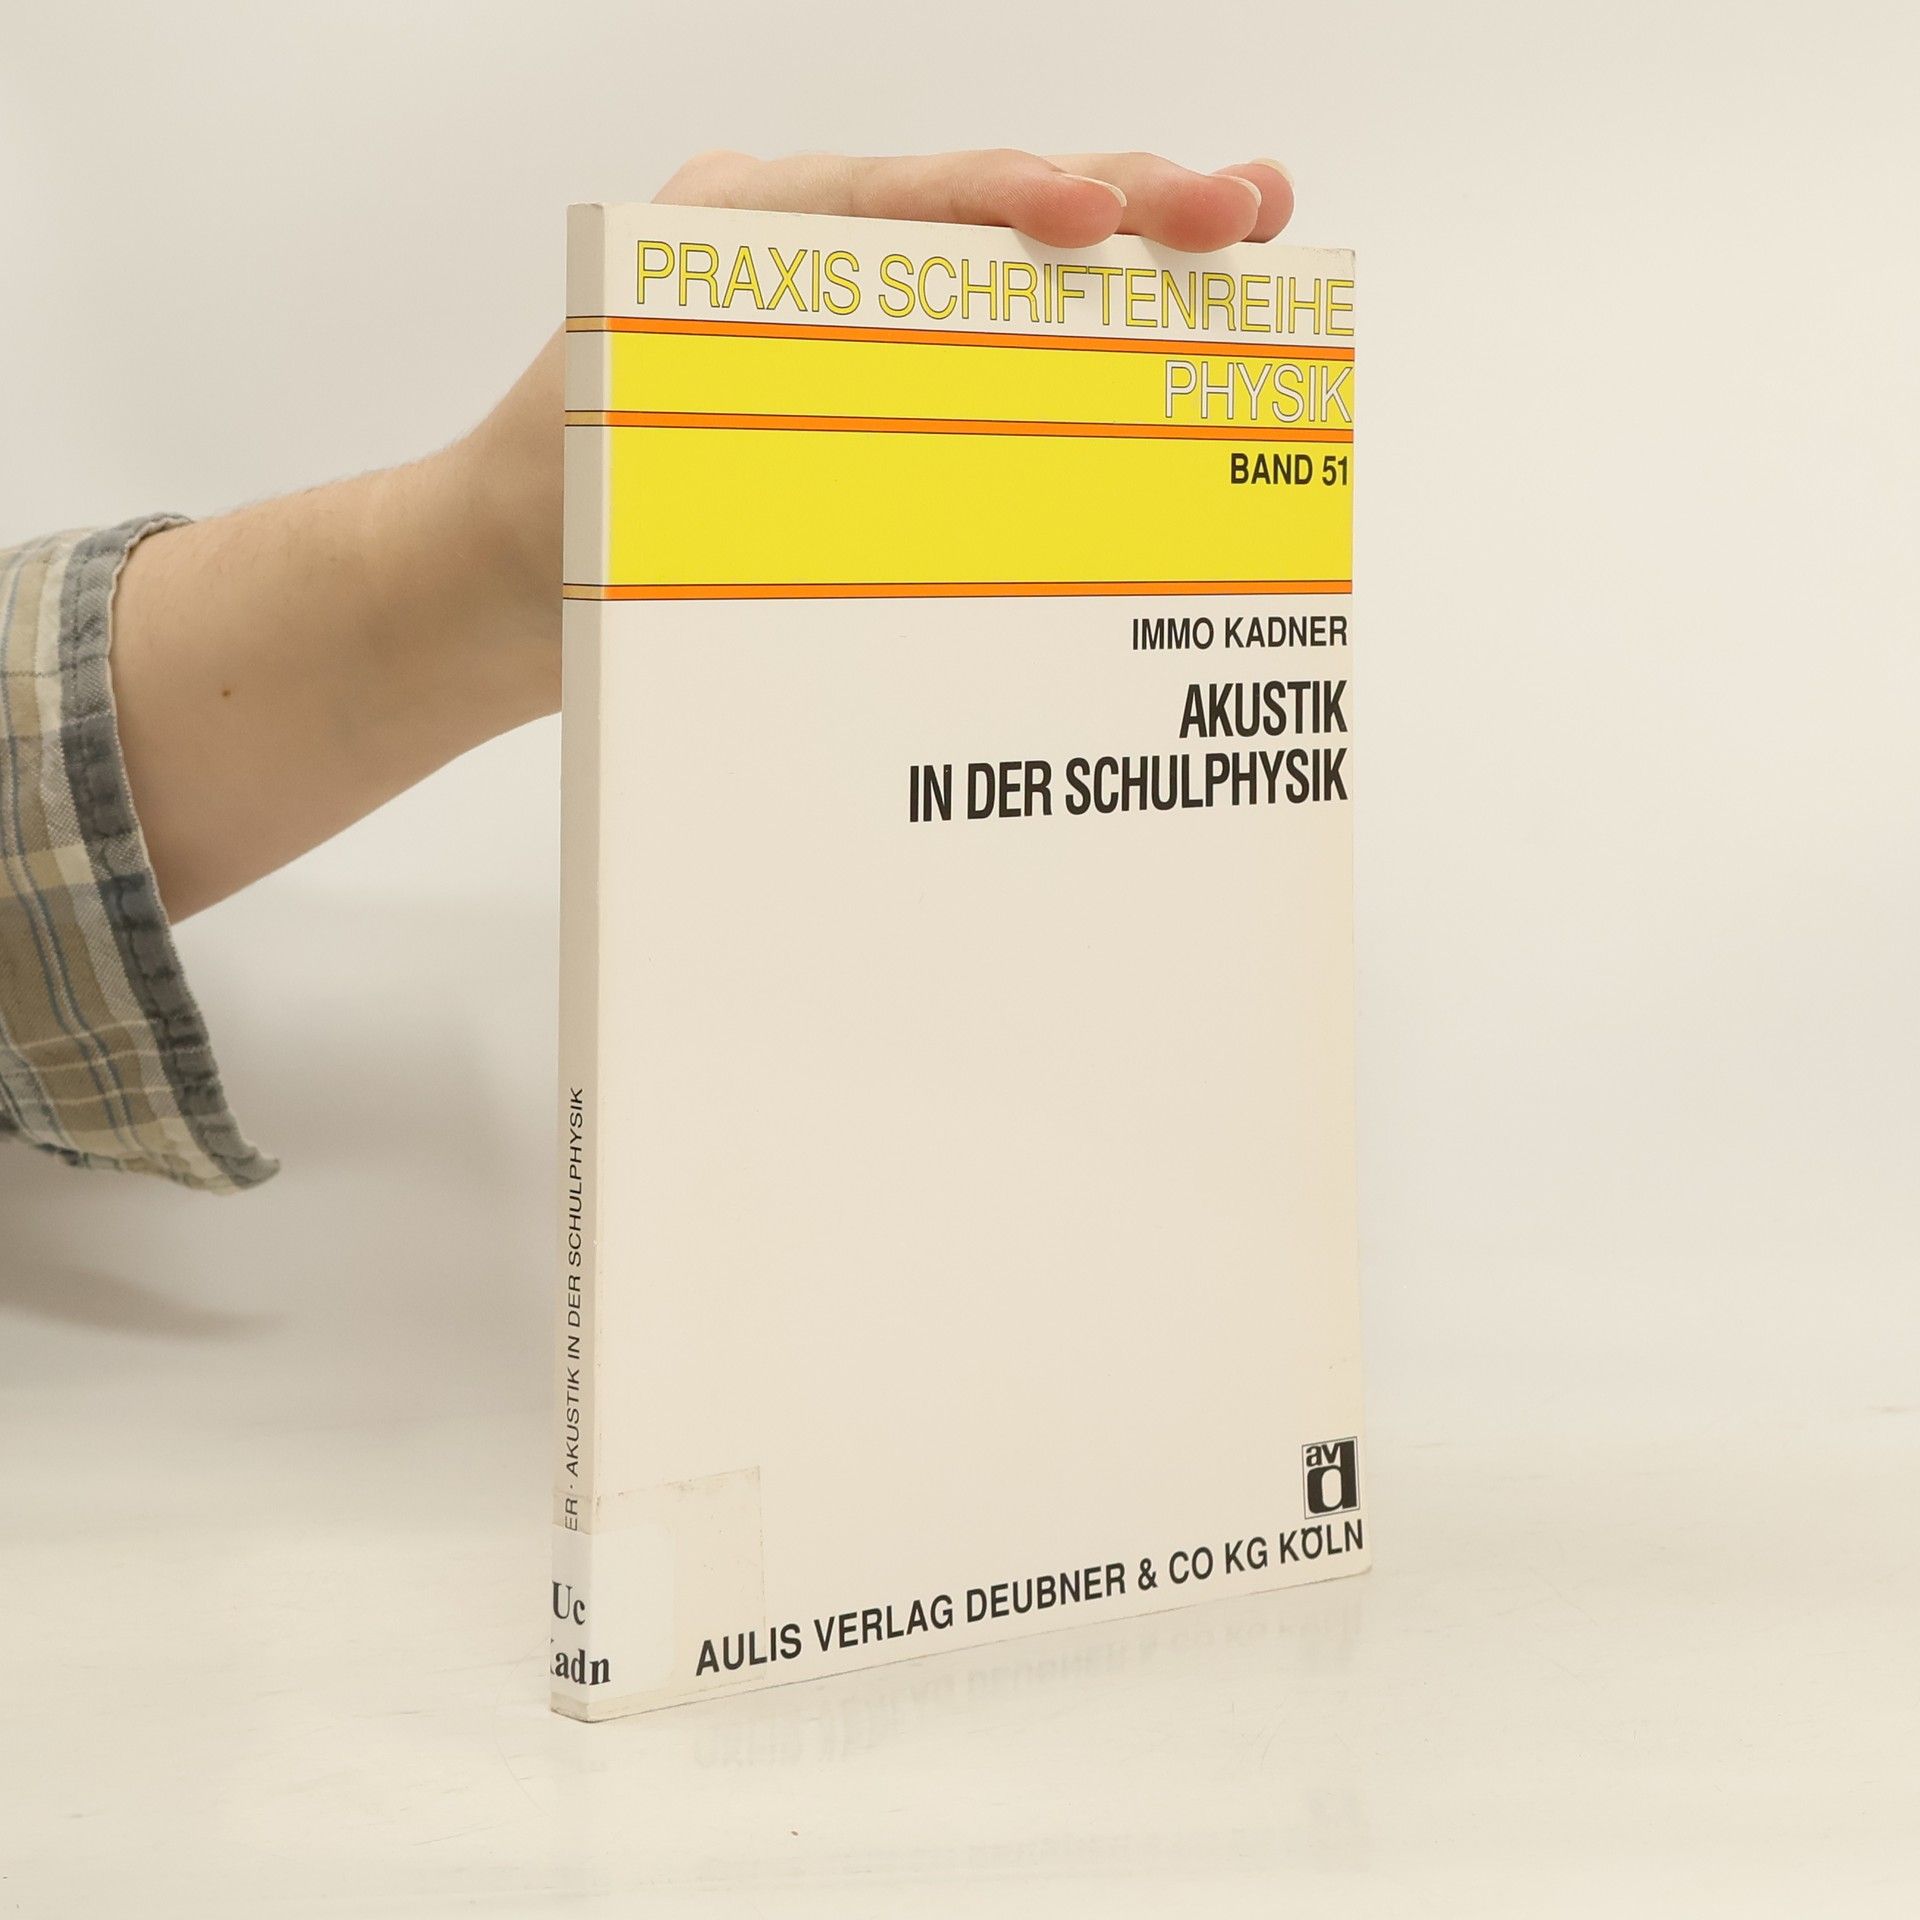 PRAXIS SCHRIFTENREIHE
PHYSIK
BAND 51
IMMO KADNER
AKUSTIK
IN DER SCHULPHYSIK
avd
AULIS VERLAG DEUBNER & CO KG KÖLN
ER · AKUSTIK IN DER SCHULPHYSIK
Uc
adn